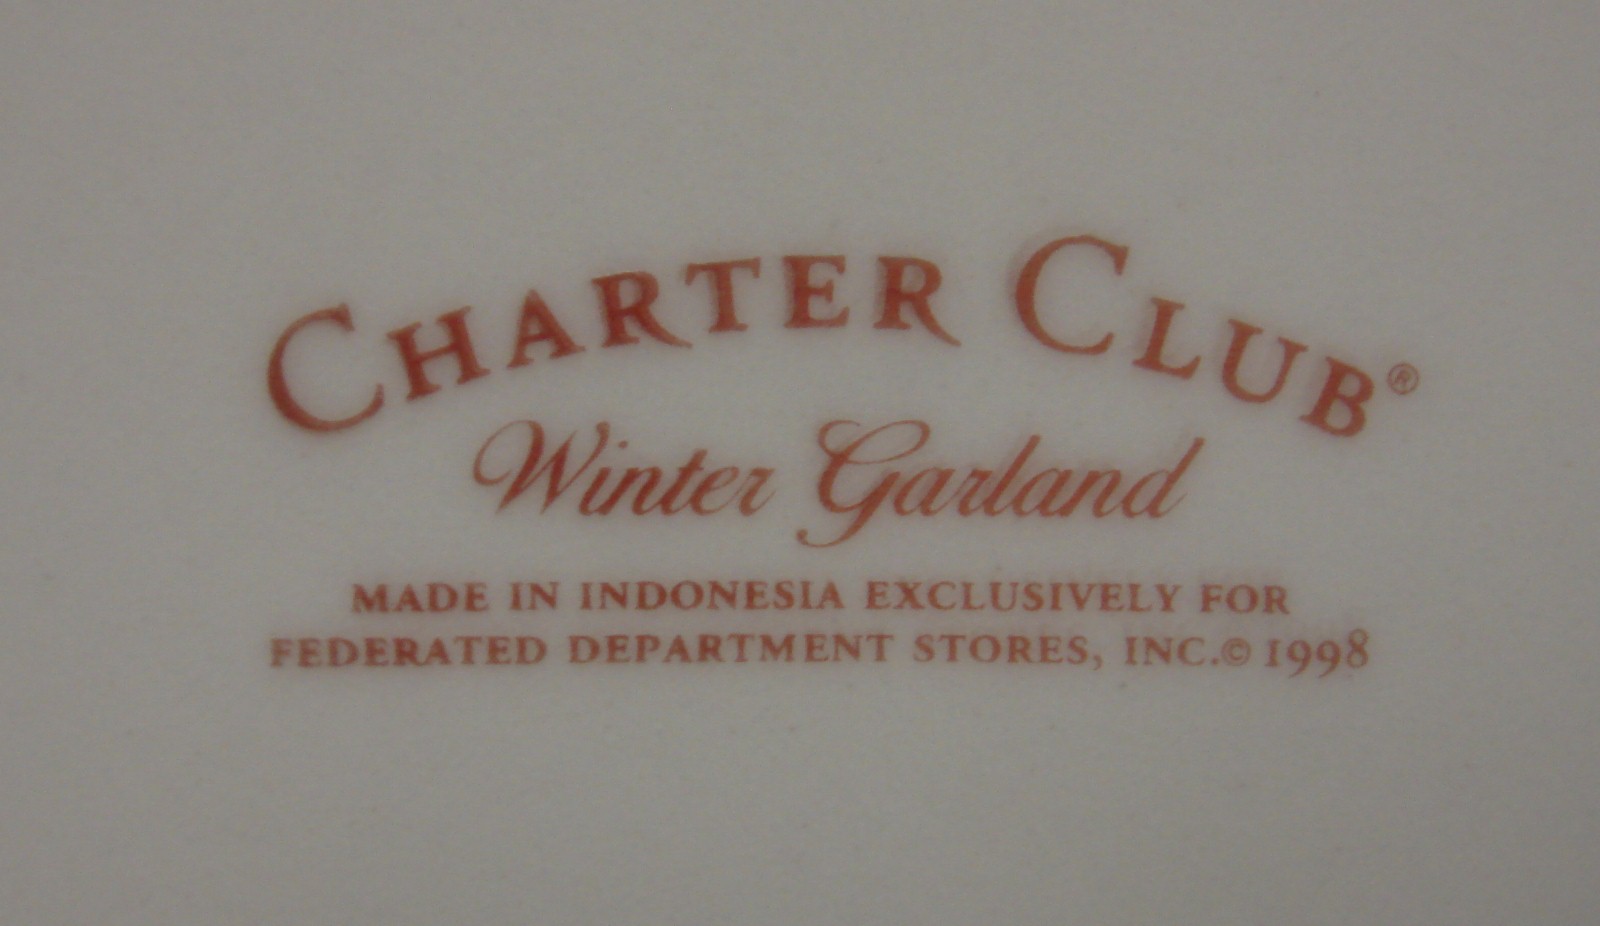 CHARTER CLUB®
Winter Garland
MADE IN INDONESIA EXCLUSIVELY FOR
FEDERATED DEPARTMENT STORES, INC.© 1998